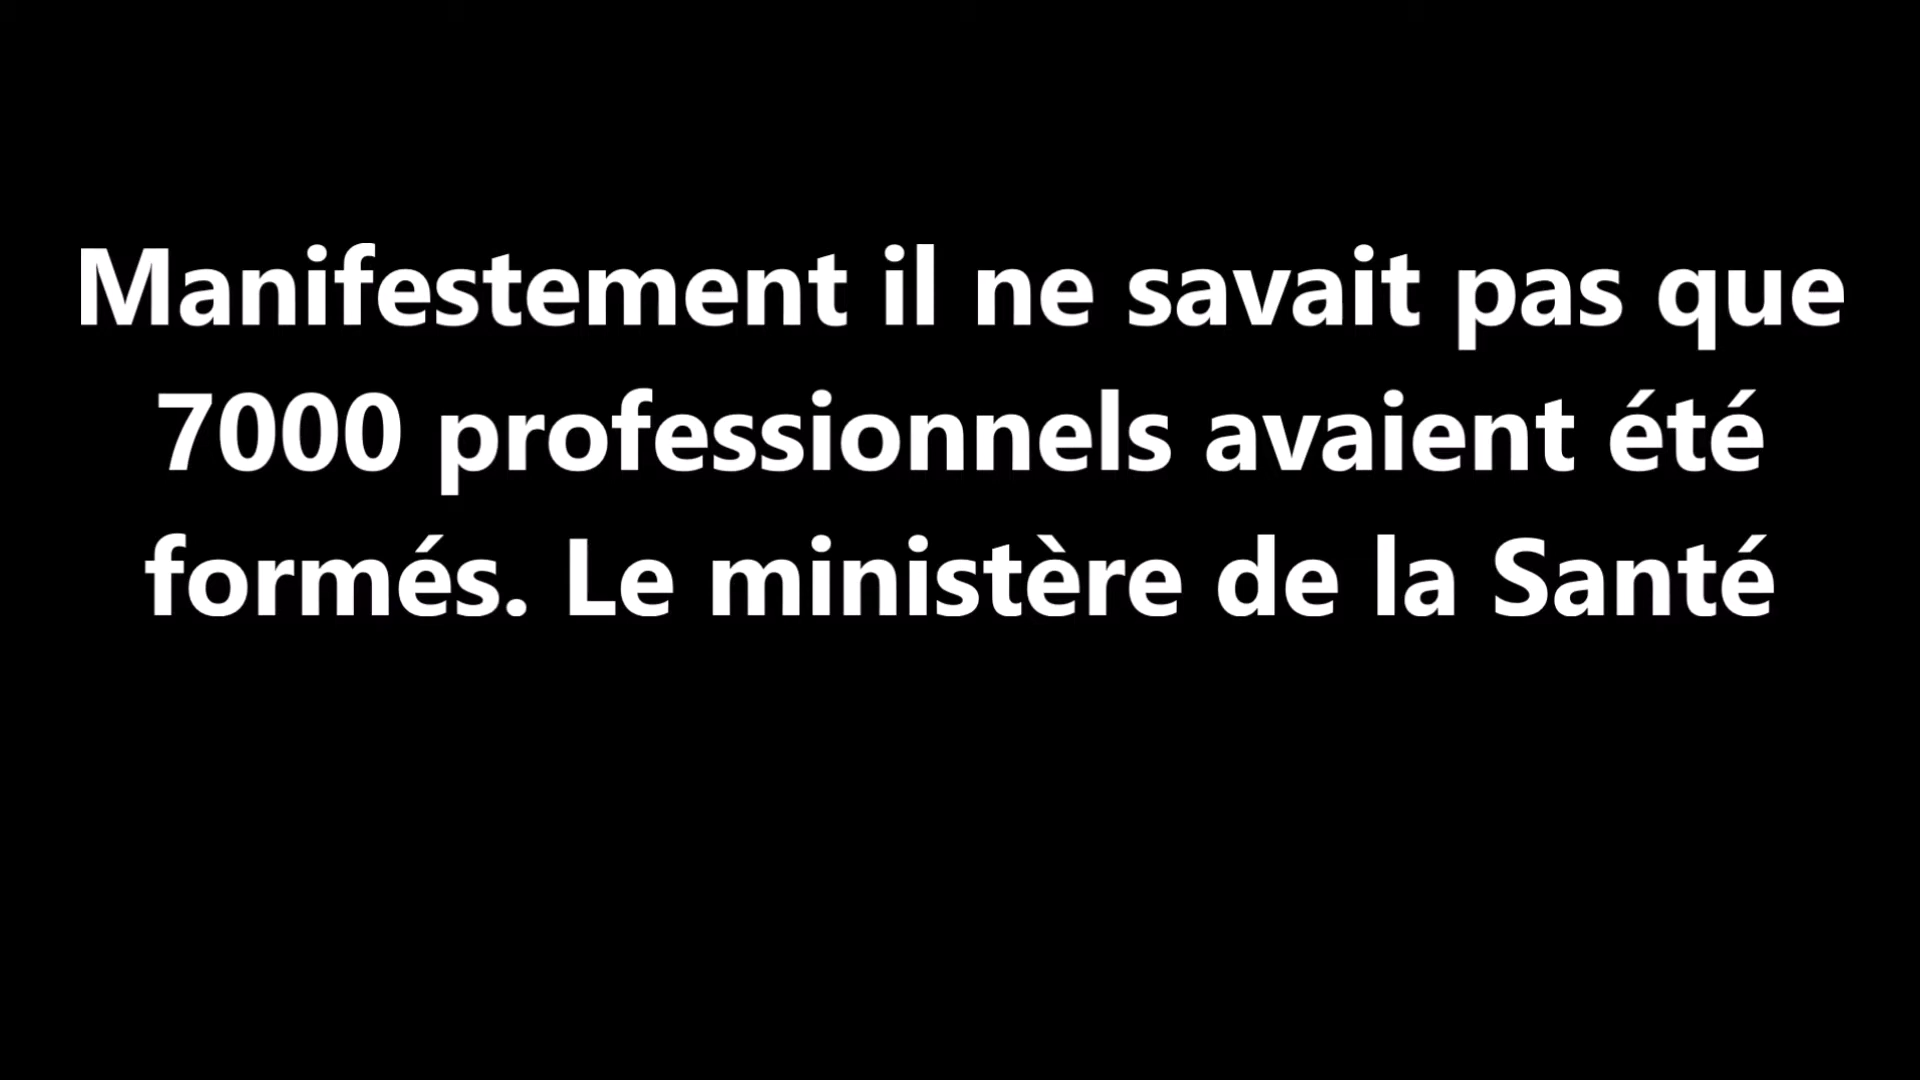 Manifestement il ne savait pas que
7000 professionnels avaient été
formés. Le ministère de la Santé